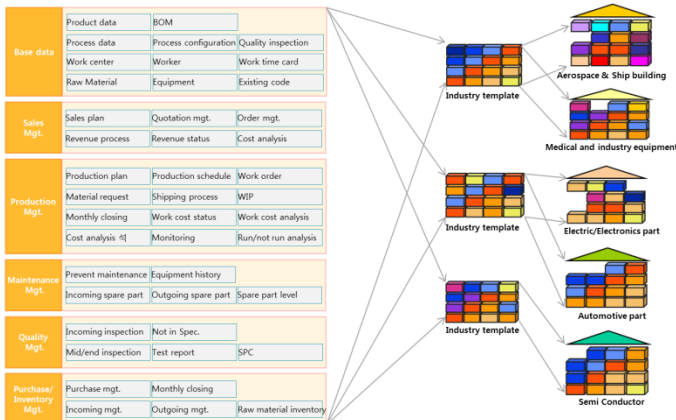 Base data
Product data BOM
Process data Process configuration Quality inspection
Work center Worker Work time card
Raw Material Equipment Existing code
Sales
Mgt.
Sales plan Quotation mgt. Order mgt.
Revenue process Revenue status Cost analysis
Production
Mgt.
Production plan Production schedule Work order
Material request Shipping process WIP
Monthly closing Work cost status Work cost analysis
Cost analysis 석 Monitoring Run/not run analysis
Maintenance
Mgt.
Prevent maintenance Equipment history
Incoming spare part Outgoing spare part Spare part level
Quality
Mgt.
Incoming inspection Not in Spec.
Mid/end inspection Test report SPC
Purchase/
Inventory
Mgt.
Purchase mgt. Monthly closing
Incoming mgt. Outgoing mgt. Raw material inventory
Industry template
Industry template
Industry template
Aerospace & Ship building
Medical and industry equipment
Electric/Electronics part
Automotive part
Semi Conductor